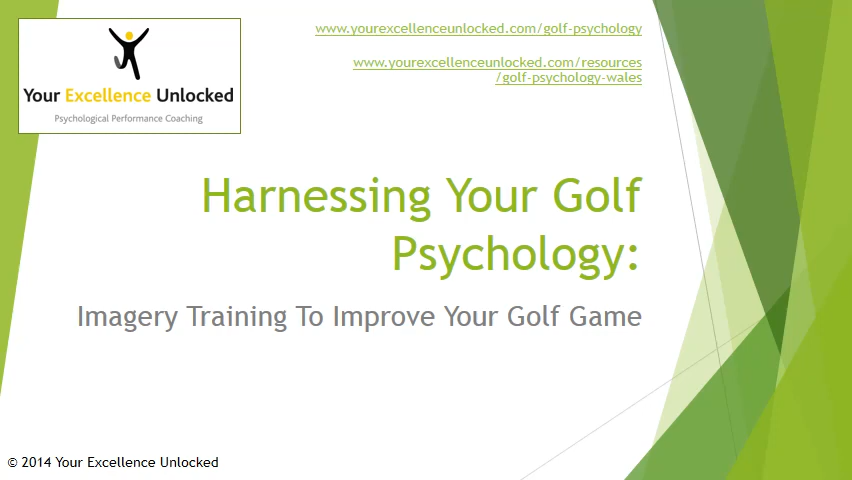 www.yourexcellenceunlocked.com/golf-psychology
www.yourexcellenceunlocked.com/resources
/golf-psychology-wales
Your Excellence Unlocked
Psychological Performance Coaching
Harnessing Your Golf
Psychology:
Imagery Training To Improve Your Golf Game
© 2014 Your Excellence Unlocked